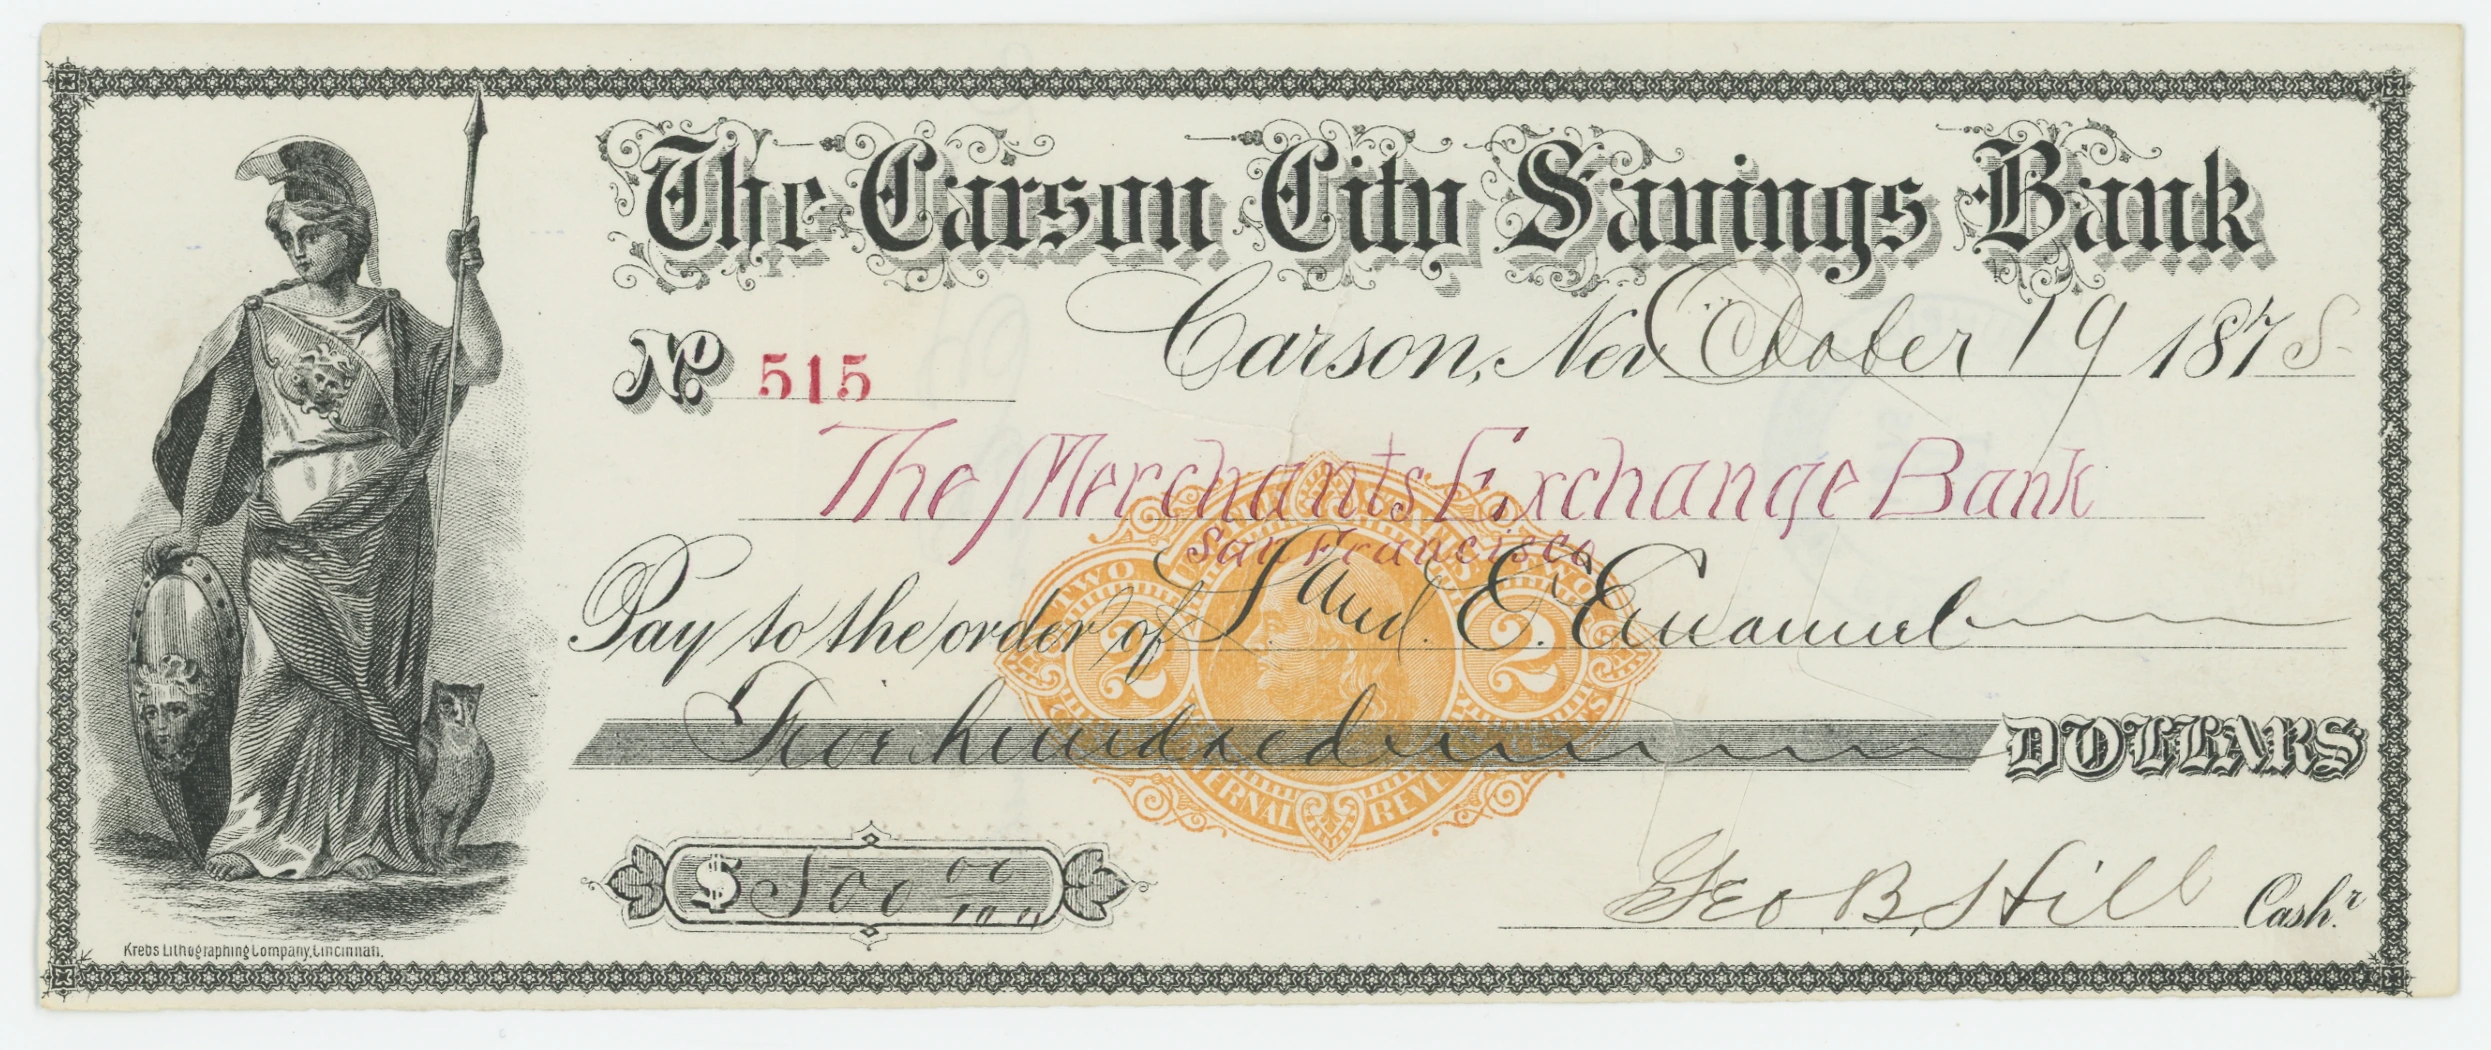 The Carson City Savings Bank
Carson, Nev October 19 1878
No. 515
The Merchants Exchange Bank
San Francisco
Pay to the order of Saml. E. Emanuel
Five hundred DOLLARS
$ 500 00/100
Geo. B. Hill Cashr.
Krebs Lithographing Company, Cincinnati.
TWO TWO
2 2
INTERNAL REVENUE